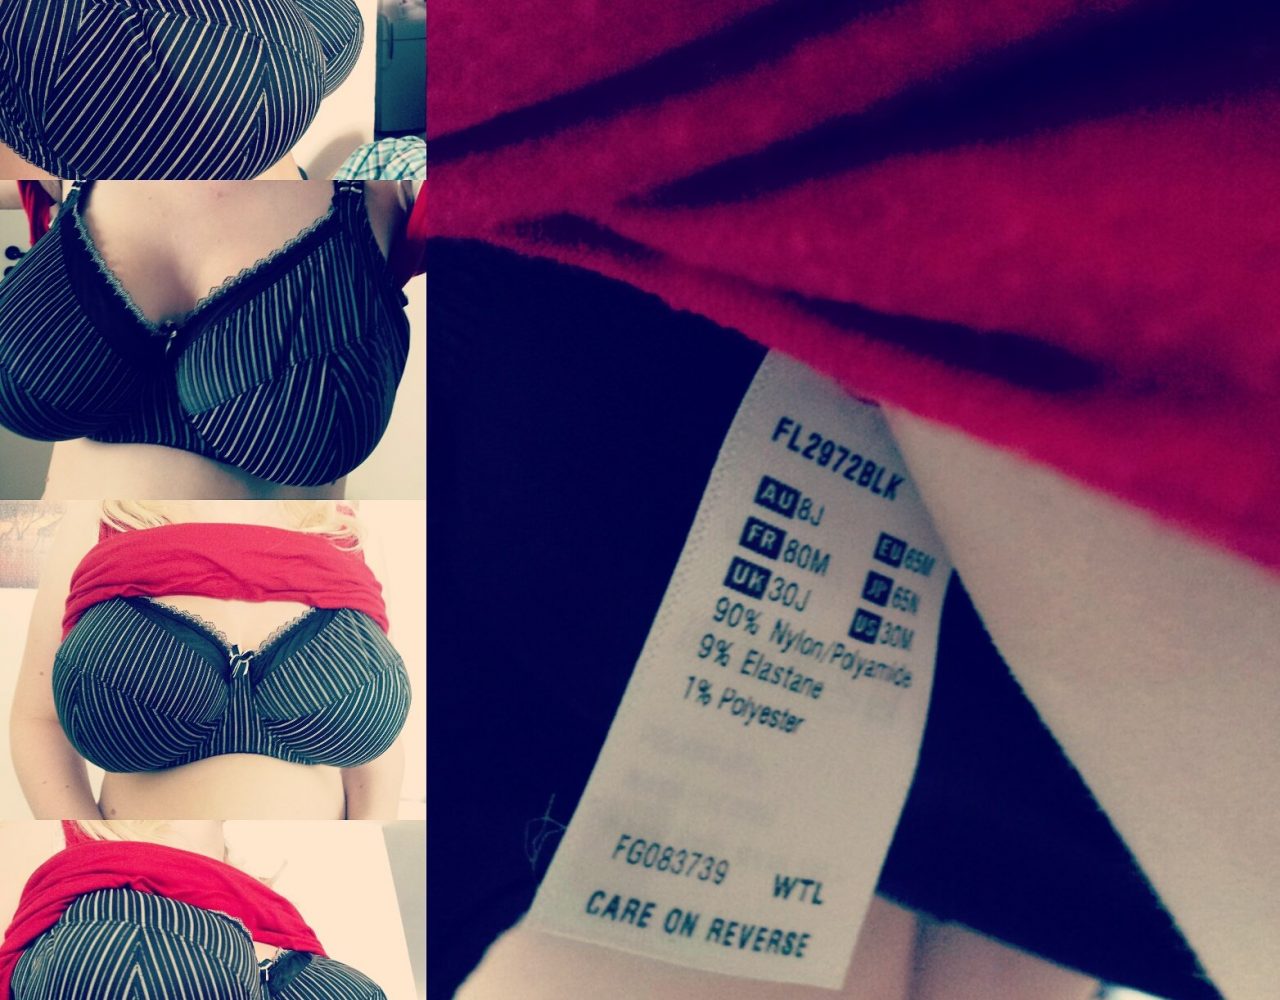 FL2972BLK
AU 8J
FR 80M EU 65M
UK 30J JP 65N
US 30M
90% Nylon/Polyamide
9% Elastane
1% Polyester
FG083739 WTL
CARE ON REVERSE